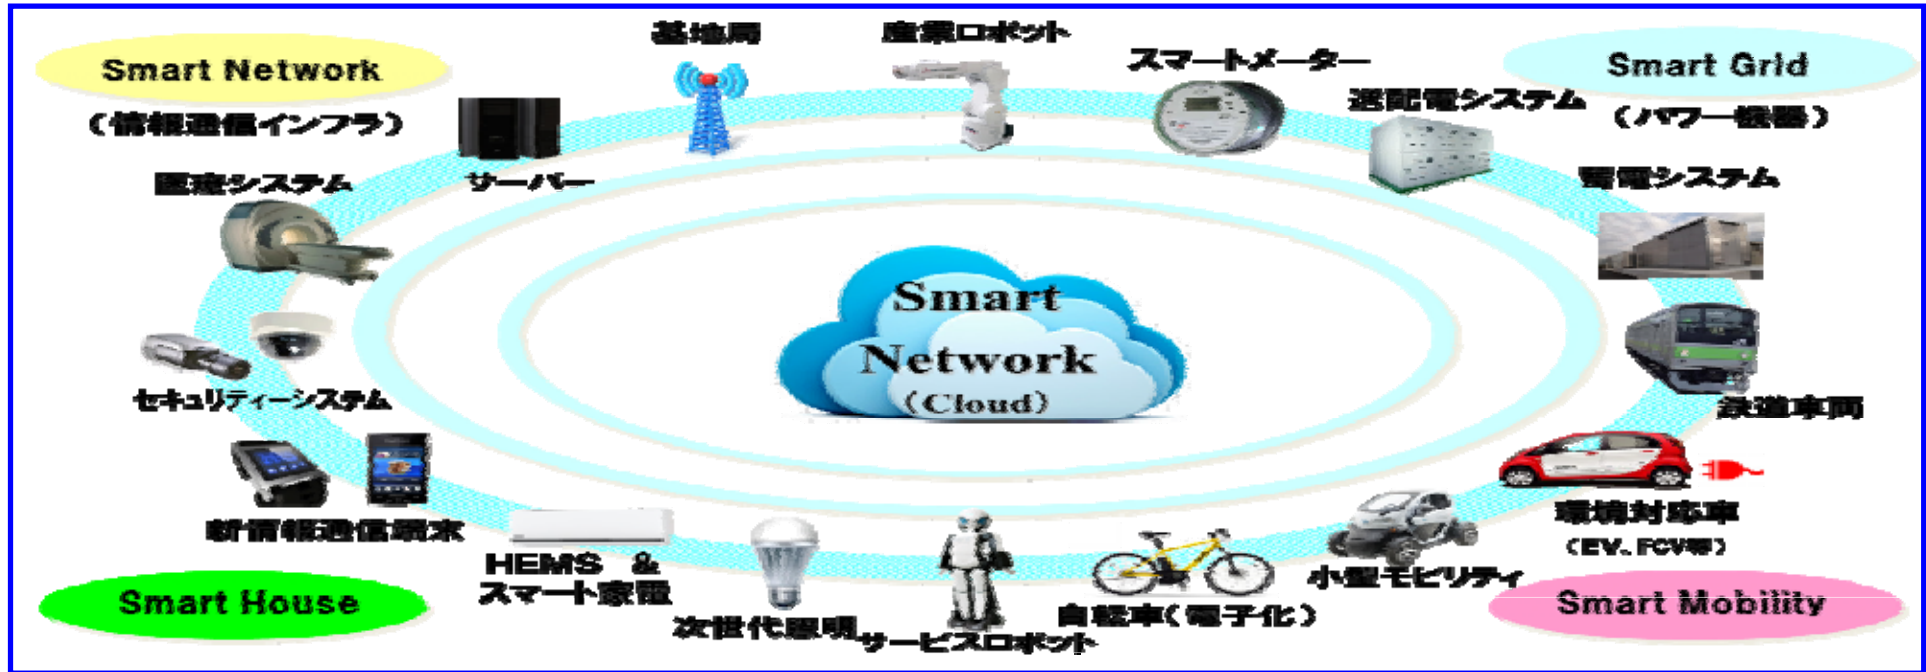 Smart Network
(情報通信インフラ)
基地局
産業ロボット
スマートメーター
送配電システム
Smart Grid
(パワー機器)
医療システム
サーバー
蓄電システム
Smart
Network
(Cloud)
セキュリティーシステム
鉄道車両
新情報通信端末
HEMS &
スマート家電
次世代照明
サービスロボット
自転車(電子化)
小型モビリティ
環境対応車
(EV、FCV等)
Smart House
Smart Mobility